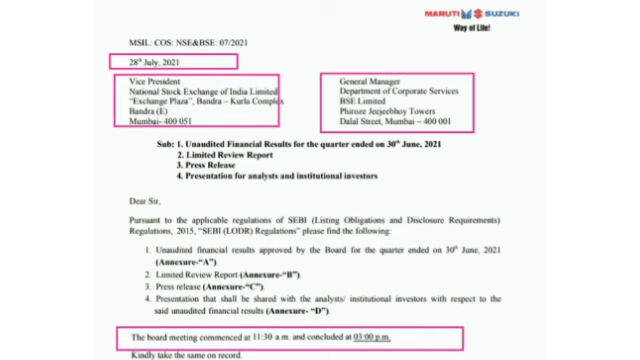 MARUTI SUZUKI
Way of Life!
MSIL: COS: NSE&BSE: 07/2021
28th July, 2021
Vice President
National Stock Exchange of India Limited
"Exchange Plaza", Bandra – Kurla Complex
Bandra (E)
Mumbai- 400 051
General Manager
Department of Corporate Services
BSE Limited
Phiroze Jeejeebhoy Towers
Dalal Street, Mumbai – 400 001
Sub: 1. Unaudited Financial Results for the quarter ended on 30th June, 2021
2. Limited Review Report
3. Press Release
4. Presentation for analysts and institutional investors
Dear Sir,
Pursuant to the applicable regulations of SEBI (Listing Obligations and Disclosure Requirements)
Regulations, 2015, "SEBI (LODR) Regulations" please find the following:
1. Unaudited financial results approved by the Board for the quarter ended on 30th June, 2021
(Annexure-"A").
2. Limited Review Report (Annexure-"B").
3. Press release (Annexure-"C").
4. Presentation that shall be shared with the analysts/ institutional investors with respect to the
said unaudited financial results (Annexure- "D").
The board meeting commenced at 11:30 a.m. and concluded at 03:00 p.m.
Kindly take the same on record.